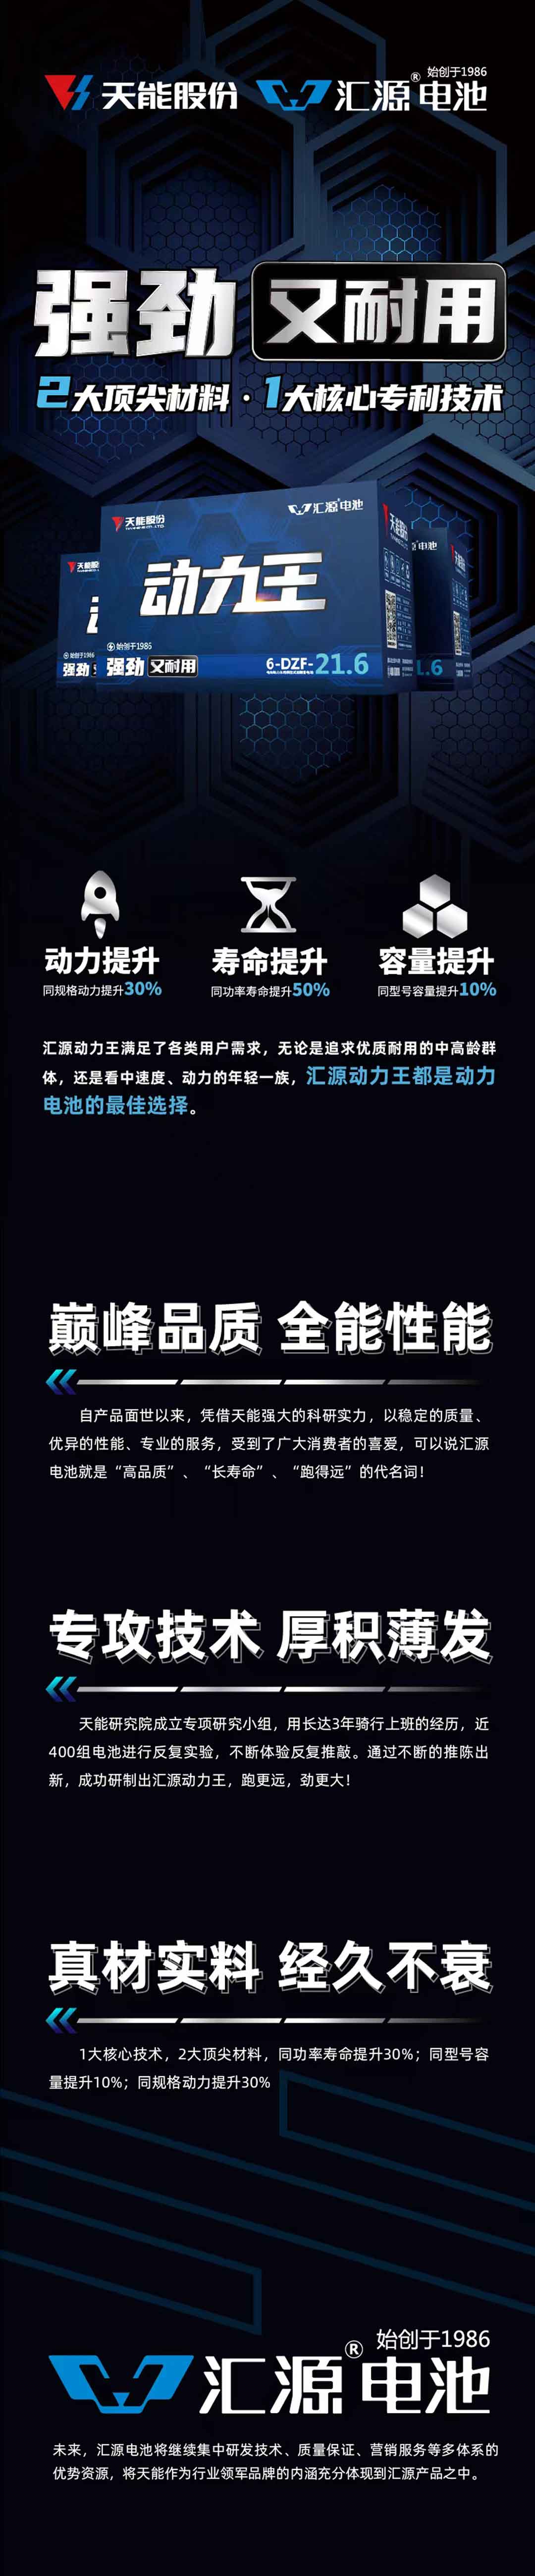 始创于1986
天能股份 汇源®电池
强劲 又耐用
2大顶尖材料·1大核心专利技术
天能股份
汇源电池
动力王
始创于1986
强劲 又耐用
6-DZF-21.6
天能股份
始创于1986
强劲
天能股份
电池
1.6
动力提升 寿命提升 容量提升
同规格动力提升30% 同功率寿命提升50% 同型号容量提升10%
汇源动力王满足了各类用户需求，无论是追求优质耐用的中高龄群
体，还是看中速度、动力的年轻一族，汇源动力王都是动力
电池的最佳选择。
巅峰品质 全能性能
自产品面世以来，凭借天能强大的科研实力，以稳定的质量、
优异的性能、专业的服务，受到了广大消费者的喜爱，可以说汇源
电池就是“高品质”、“长寿命”、“跑得远”的代名词！
专攻技术 厚积薄发
天能研究院成立专项研究小组，用长达3年骑行上班的经历，近
400组电池进行反复实验，不断体验反复推敲。通过不断的推陈出
新，成功研制出汇源动力王，跑更远，劲更大！
真材实料 经久不衰
1大核心技术，2大顶尖材料，同功率寿命提升30%；同型号容
量提升10%；同规格动力提升30%
始创于1986
汇源®电池
未来，汇源电池将继续集中研发技术、质量保证、营销服务等多体系的
优势资源，将天能作为行业领军品牌的内涵充分体现到汇源产品之中。